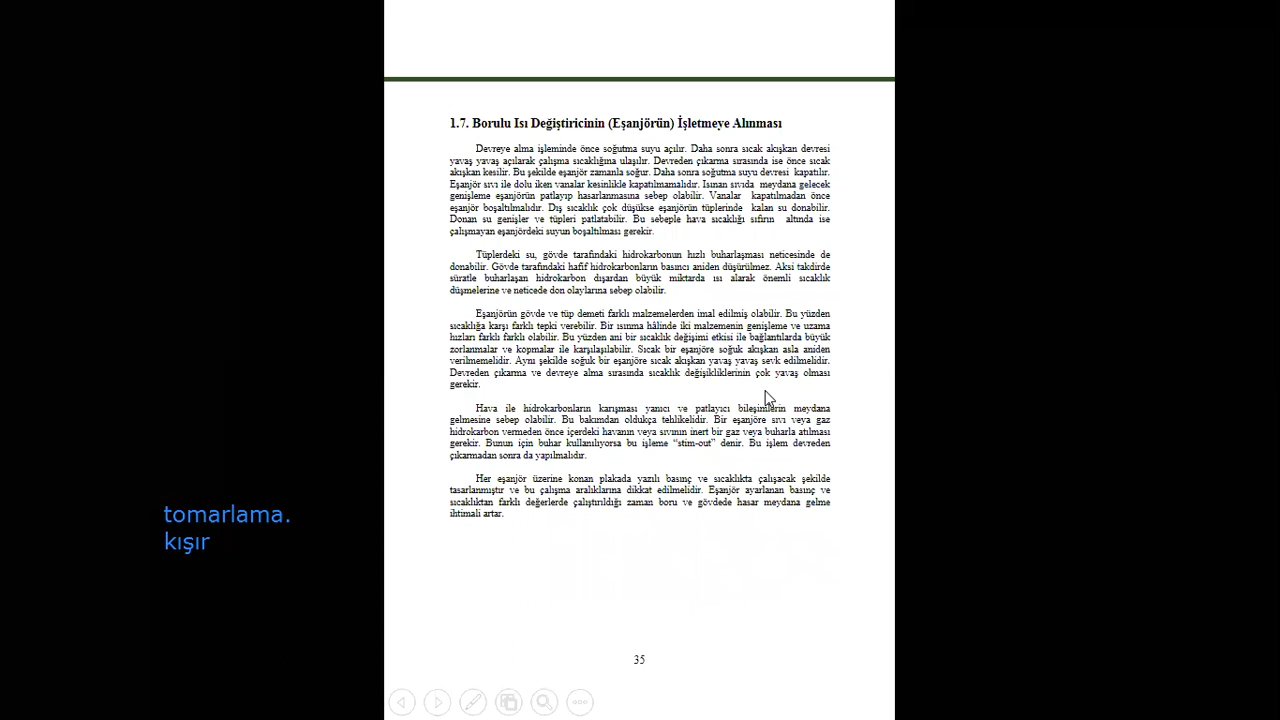 1.7. Borulu Isı Değiştiricinin (Eşanjörün) İşletmeye Alınması
Devreye alma işleminde önce soğutma suyu açılır. Daha sonra sıcak akışkan devresi
yavaş yavaş açılarak çalışma sıcaklığına ulaşılır. Devreden çıkarma sırasında ise önce sıcak
akışkan kesilir. Bu şekilde eşanjör zamanla soğur. Daha sonra soğutma suyu devresi kapatılır.
Eşanjör sıvı ile dolu iken vanalar kesinlikle kapatılmamalıdır. Isınan sıvıda meydana gelecek
genişleme eşanjörün patlayıp hasarlanmasına sebep olabilir. Vanalar kapatılmadan önce
eşanjör boşaltılmalıdır. Dış sıcaklık çok düşükse eşanjörün tüplerinde kalan su donabilir.
Donan su genişler ve tüpleri patlatabilir. Bu sebeple hava sıcaklığı sıfırın altında ise
çalışmayan eşanjördeki suyun boşaltılması gerekir.
Tüplerdeki su, gövde tarafındaki hidrokarbonun hızlı buharlaşması neticesinde de
donabilir. Gövde tarafındaki hafif hidrokarbonların basıncı aniden düşürülmez. Aksi takdirde
süratle buharlaşan hidrokarbon dışardan büyük miktarda ısı alarak önemli sıcaklık
düşmelerine ve neticede don olaylarına sebep olabilir.
Eşanjörün gövde ve tüp demeti farklı malzemelerden imal edilmiş olabilir. Bu yüzden
sıcaklığa karşı farklı tepki verebilir. Bir ısınma hâlinde iki malzemenin genişleme ve uzama
hızları farklı farklı olabilir. Bu yüzden ani bir sıcaklık değişimi etkisi ile bağlantılarda büyük
zorlanmalar ve kopmalar ile karşılaşılabilir. Sıcak bir eşanjöre soğuk akışkan asla aniden
verilmemelidir. Aynı şekilde soğuk bir eşanjöre sıcak akışkan yavaş yavaş sevk edilmelidir.
Devreden çıkarma ve devreye alma sırasında sıcaklık değişikliklerinin çok yavaş olması
gerekir.
Hava ile hidrokarbonların karışması yanıcı ve patlayıcı bileşimlerin meydana
gelmesine sebep olabilir. Bu bakımdan oldukça tehlikelidir. Bir eşanjöre sıvı veya gaz
hidrokarbon vermeden önce içerdeki havanın veya sıvının inert bir gaz veya buharla atılması
gerekir. Bunun için buhar kullanılıyorsa bu işleme “stim-out” denir. Bu işlem devreden
çıkarmadan sonra da yapılmalıdır.
Her eşanjör üzerine konan plakada yazılı basınç ve sıcaklıkta çalışacak şekilde
tasarlanmıştır ve bu çalışma aralıklarına dikkat edilmelidir. Eşanjör ayarlanan basınç ve
sıcaklıktan farklı değerlerde çalıştırıldığı zaman boru ve gövdede hasar meydana gelme
ihtimali artar.
tomarlama.
kışır
35